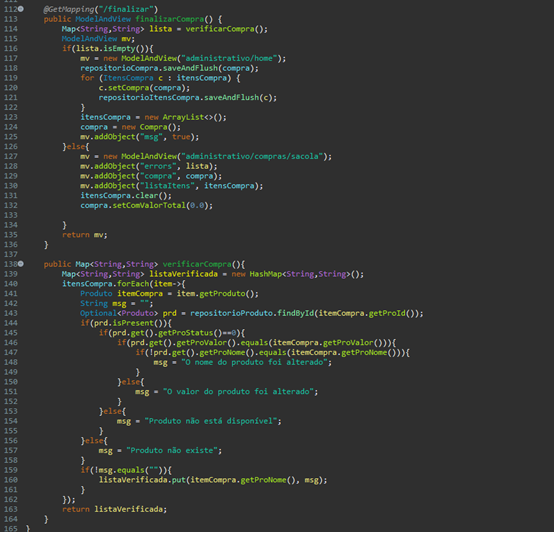 112 @GetMapping("/finalizar")
113 public ModelAndView finalizarCompra() {
114 Map<String,String> lista = verificarCompra();
115 ModelAndView mv;
116 if(lista.isEmpty()){
117 mv = new ModelAndView("administrativo/home");
118 repositorioCompra.saveAndFlush(compra);
119 for (ItensCompra c : itensCompra) {
120 c.setCompra(compra);
121 repositorioItensCompra.saveAndFlush(c);
122 }
123 itensCompra = new ArrayList<>();
124 compra = new Compra();
125 mv.addObject("msg", true);
126 }else{
127 mv = new ModelAndView("administrativo/compras/sacola");
128 mv.addObject("errors", lista);
129 mv.addObject("compra", compra);
130 mv.addObject("listaItens", itensCompra);
131 itensCompra.clear();
132 compra.setComValorTotal(0.0);
133
134 }
135 return mv;
136 }
137
138 public Map<String,String> verificarCompra(){
139 Map<String,String> listaVerificada = new HashMap<String,String>();
140 itensCompra.forEach(item->{
141 Produto itemCompra = item.getProduto();
142 String msg = "";
143 Optional<Produto> prd = repositorioProduto.findById(itemCompra.getProId());
144 if(prd.isPresent()){
145 if(prd.get().getProStatus()==0){
146 if(prd.get().getProValor().equals(itemCompra.getProValor())){
147 if(!prd.get().getProNome().equals(itemCompra.getProNome())){
148 msg = "O nome do produto foi alterado";
149 }
150 }else{
151 msg = "O valor do produto foi alterado";
152 }
153 }else{
154 msg = "Produto não está disponível";
155 }
156 }else{
157 msg = "Produto não existe";
158 }
159 if(!msg.equals("")){
160 listaVerificada.put(itemCompra.getProNome(), msg);
161 }
162 });
163 return listaVerificada;
164 }
165 }